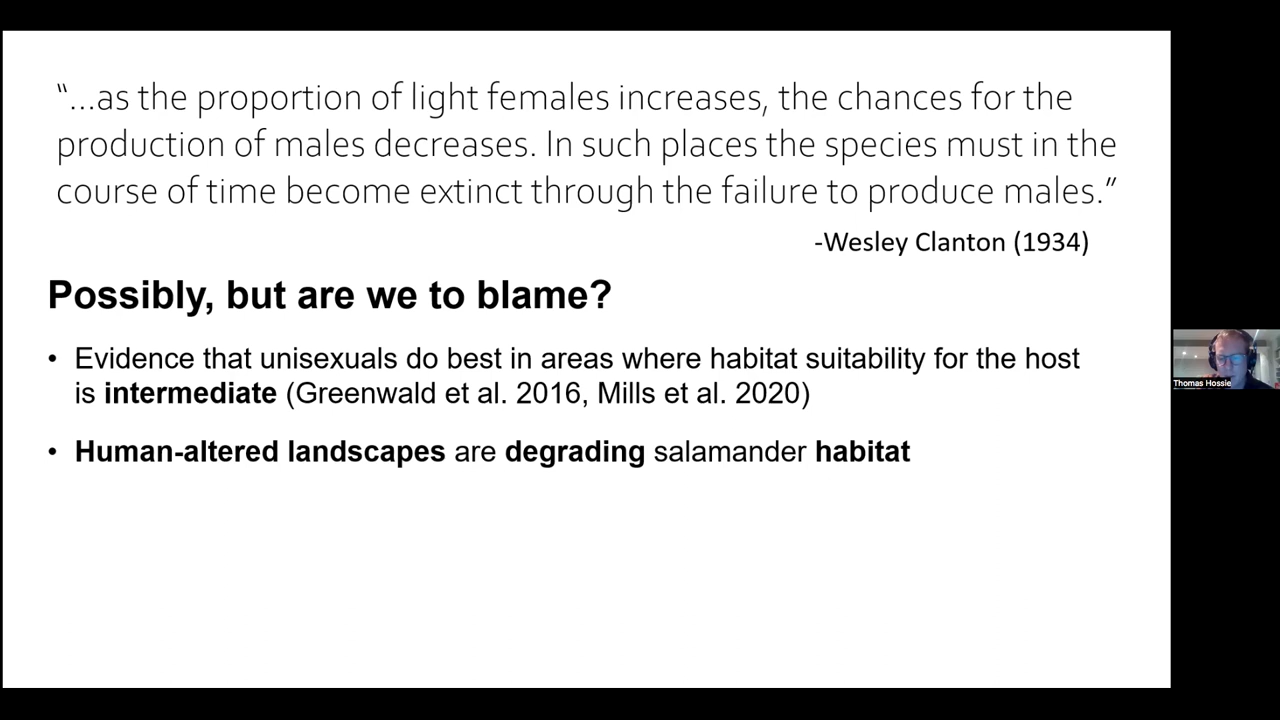 “...as the proportion of light females increases, the chances for the
production of males decreases. In such places the species must in the
course of time become extinct through the failure to produce males.”
-Wesley Clanton (1934)
Possibly, but are we to blame?
• Evidence that unisexuals do best in areas where habitat suitability for the host
is intermediate (Greenwald et al. 2016, Mills et al. 2020)
• Human-altered landscapes are degrading salamander habitat
Thomas Hossie